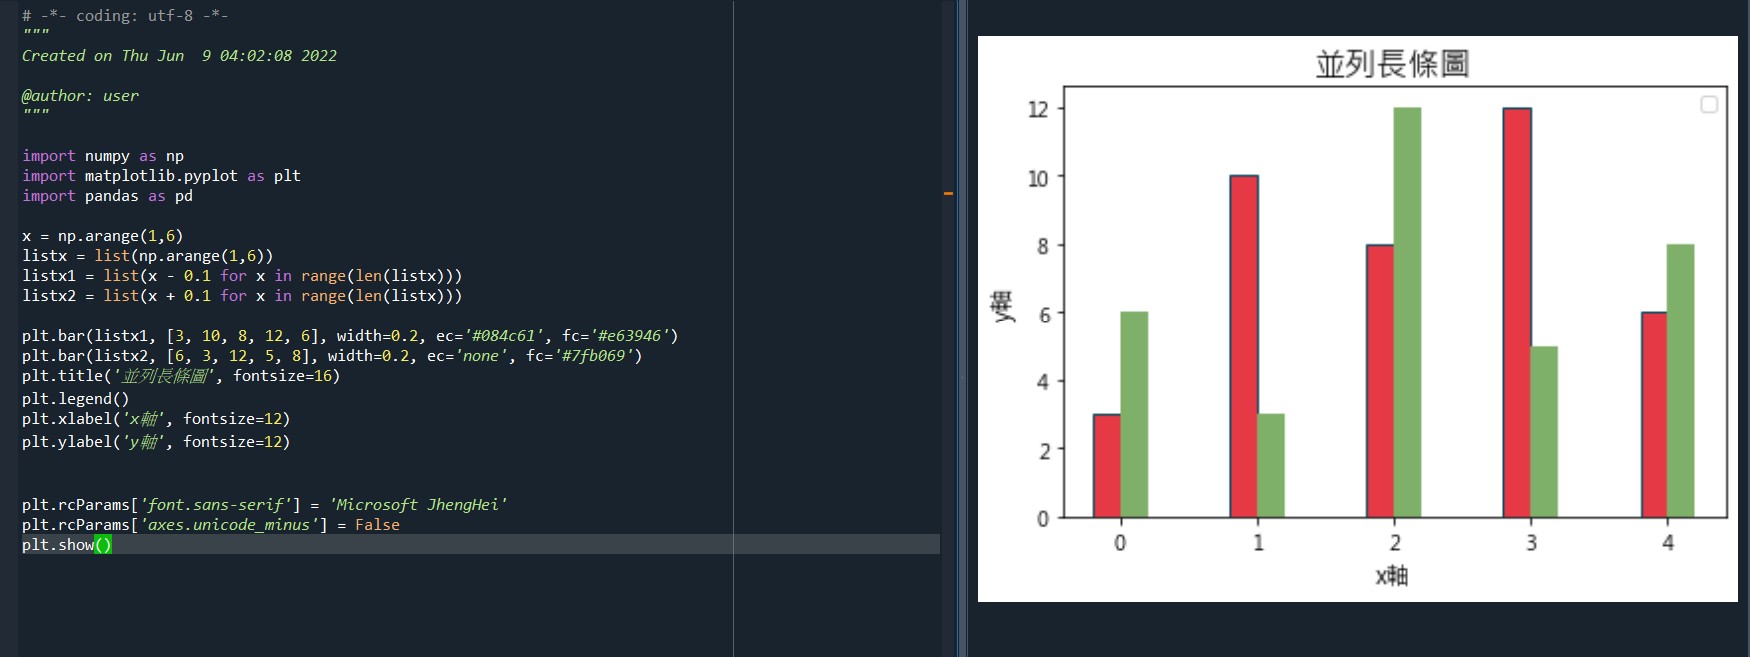 # -*- coding: utf-8 -*-
"""
Created on Thu Jun  9 04:02:08 2022
@author: user
"""
import numpy as np
import matplotlib.pyplot as plt
import pandas as pd
x = np.arange(1,6)
listx = list(np.arange(1,6))
listx1 = list(x - 0.1 for x in range(len(listx)))
listx2 = list(x + 0.1 for x in range(len(listx)))
plt.bar(listx1, [3, 10, 8, 12, 6], width=0.2, ec='#084c61', fc='#e63946')
plt.bar(listx2, [6, 3, 12, 5, 8], width=0.2, ec='none', fc='#7fb069')
plt.title('並列長條圖', fontsize=16)
plt.legend()
plt.xlabel('x軸', fontsize=12)
plt.ylabel('y軸', fontsize=12)
plt.rcParams['font.sans-serif'] = 'Microsoft JhengHei'
plt.rcParams['axes.unicode_minus'] = False
plt.show()
並列長條圖
12
10
8
6
4
2
0
y軸
0 1 2 3 4
x軸